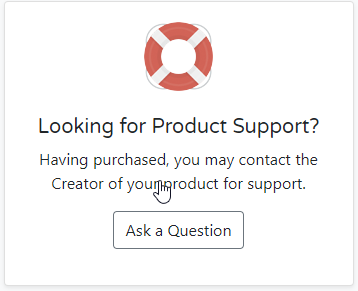 Looking for Product Support?
Having purchased, you may contact the
Creator of your product for support.
Ask a Question